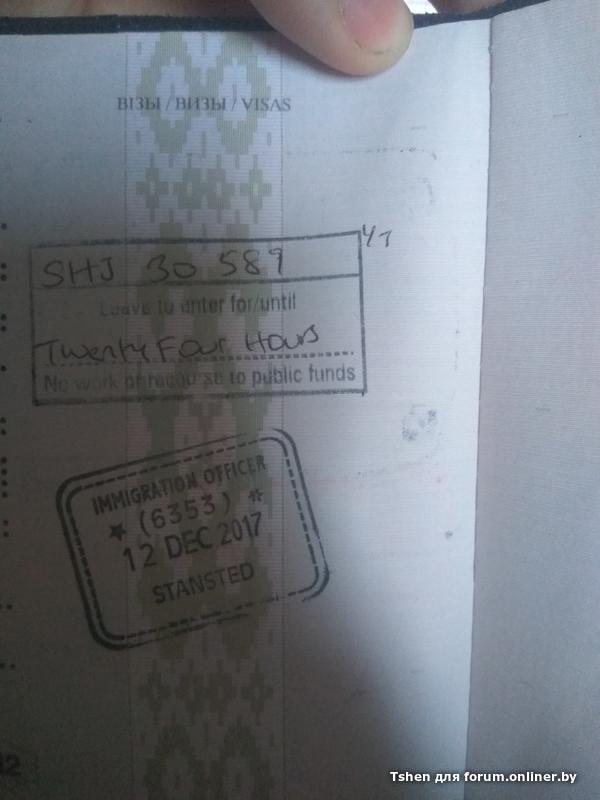 ВІЗЫ / ВИЗЫ / VISAS
SHJ 30 589
Leave to enter for/until
Twenty Four Hours
No work or recourse to public funds
IMMIGRATION OFFICER
★ (6353) ★
12 DEC 2017
STANSTED
Tshen для forum.onliner.by